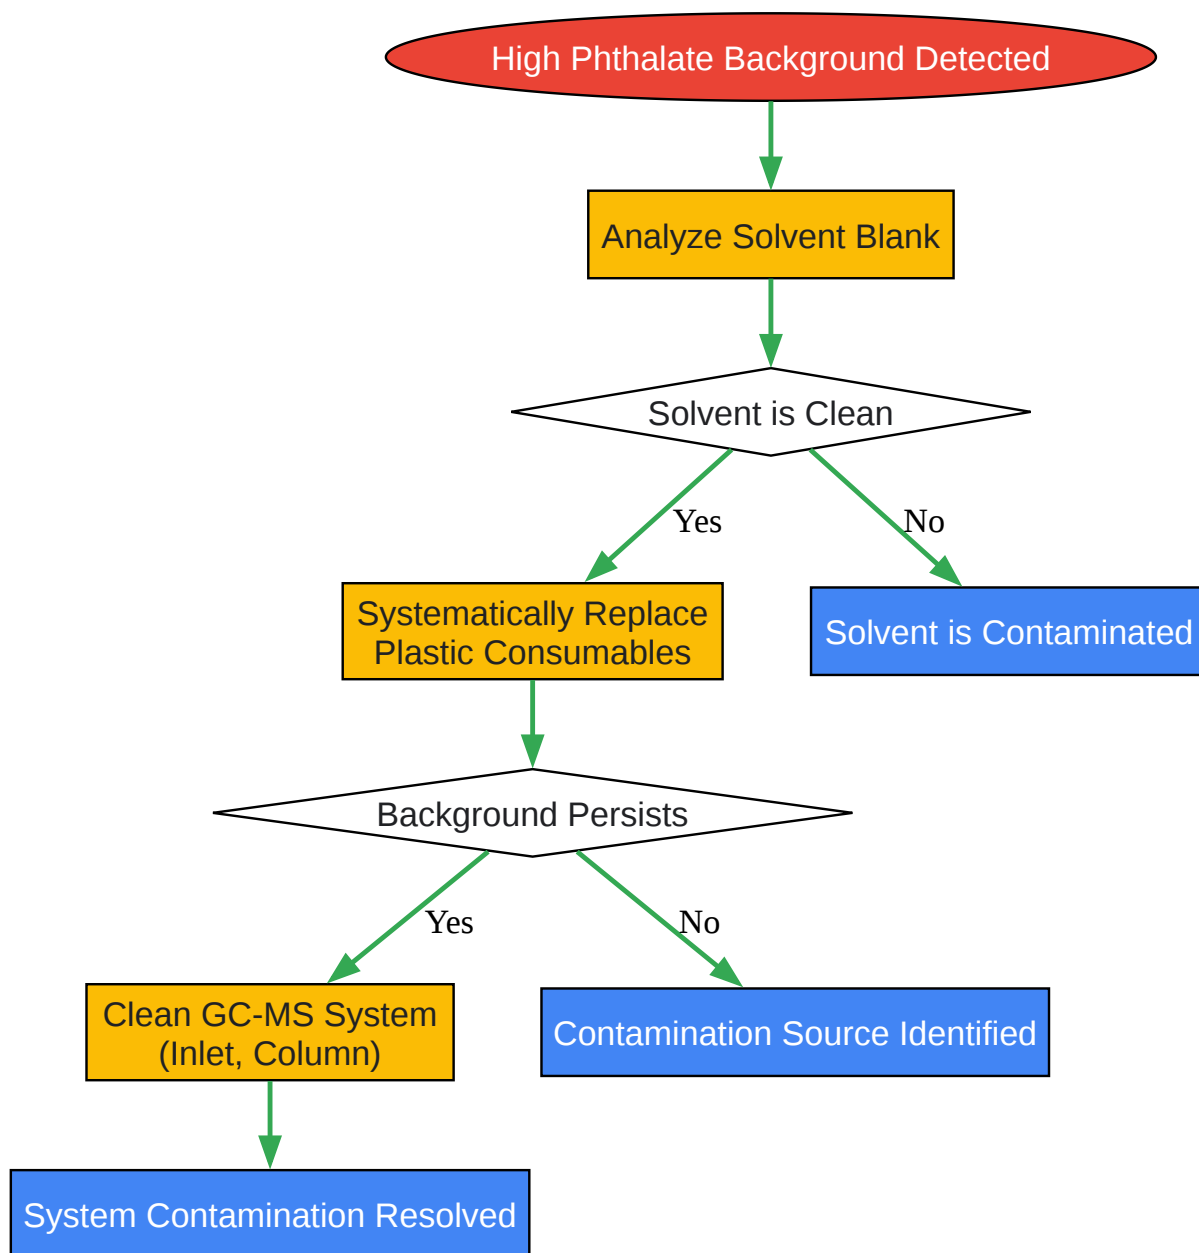 High Phthalate Background Detected
Analyze Solvent Blank
Solvent is Clean
Yes
No
Systematically Replace
Plastic Consumables
Solvent is Contaminated
Background Persists
Yes
No
Clean GC-MS System
(Inlet, Column)
Contamination Source Identified
System Contamination Resolved